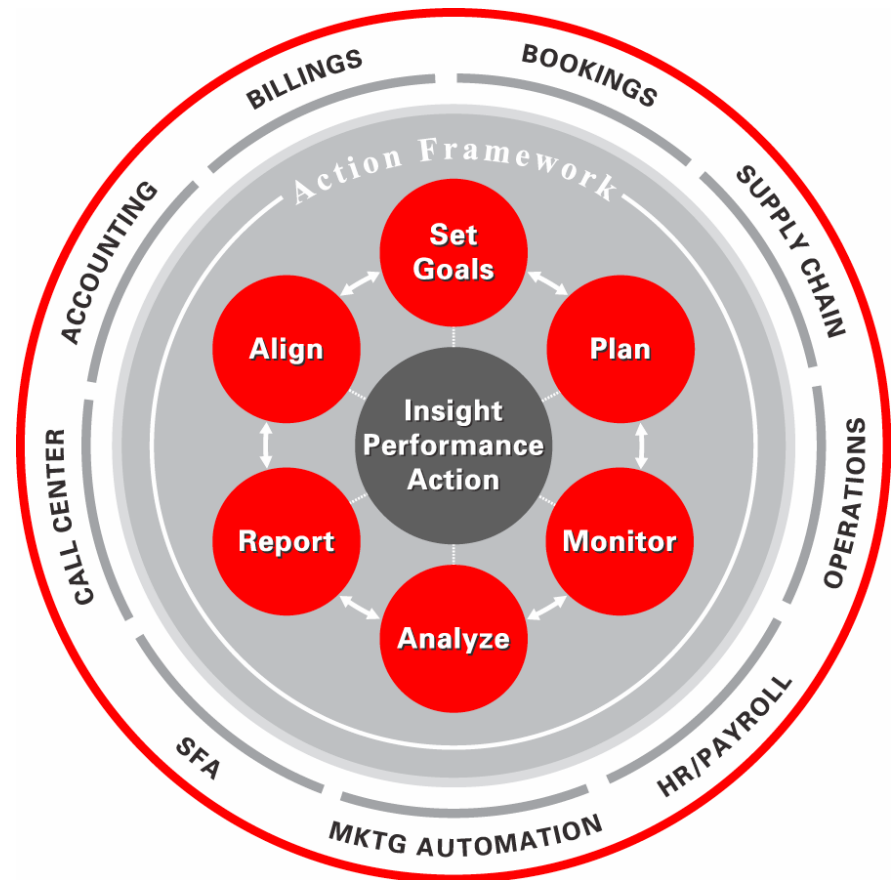 BILLINGS
BOOKINGS
SUPPLY CHAIN
OPERATIONS
HR/PAYROLL
MKTG AUTOMATION
SFA
CALL CENTER
ACCOUNTING
Action Framework
Set
Goals
Plan
Monitor
Analyze
Report
Align
Insight
Performance
Action